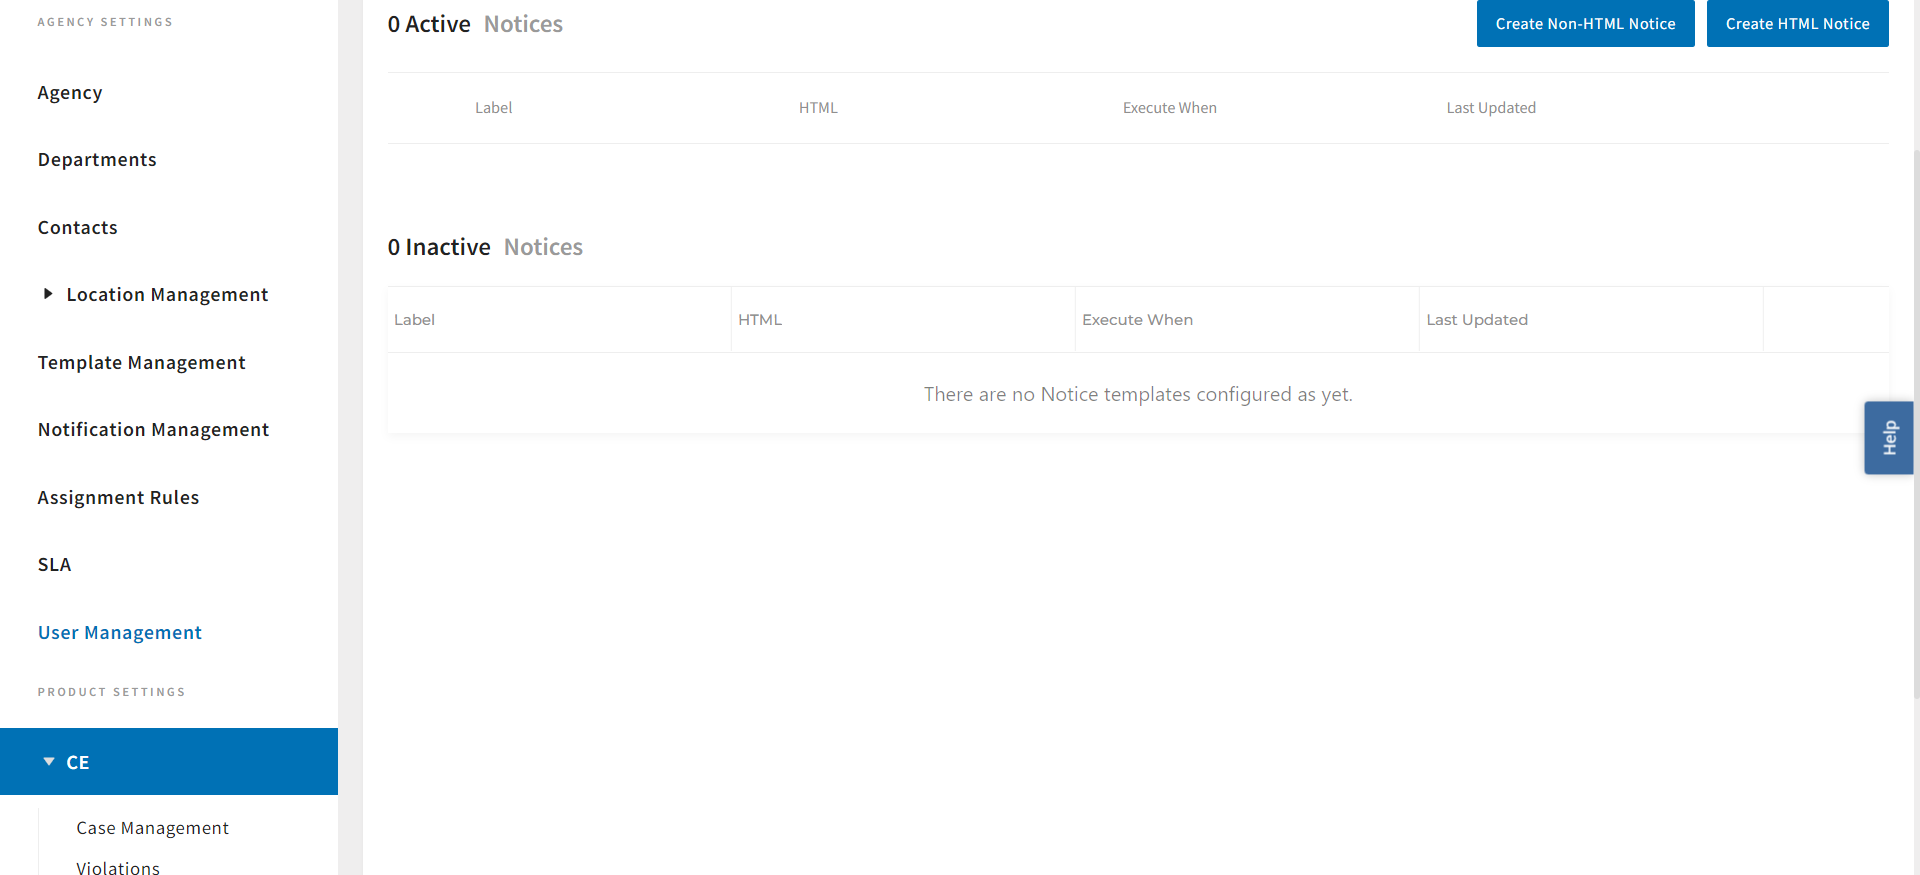 AGENCY SETTINGS
Agency
Departments
Contacts
Location Management
Template Management
Notification Management
Assignment Rules
SLA
User Management
PRODUCT SETTINGS
CE
Case Management
Violations
0 Active Notices
Create Non-HTML Notice
Create HTML Notice
Label HTML Execute When Last Updated
0 Inactive Notices
Label HTML Execute When Last Updated
There are no Notice templates configured as yet.
Help